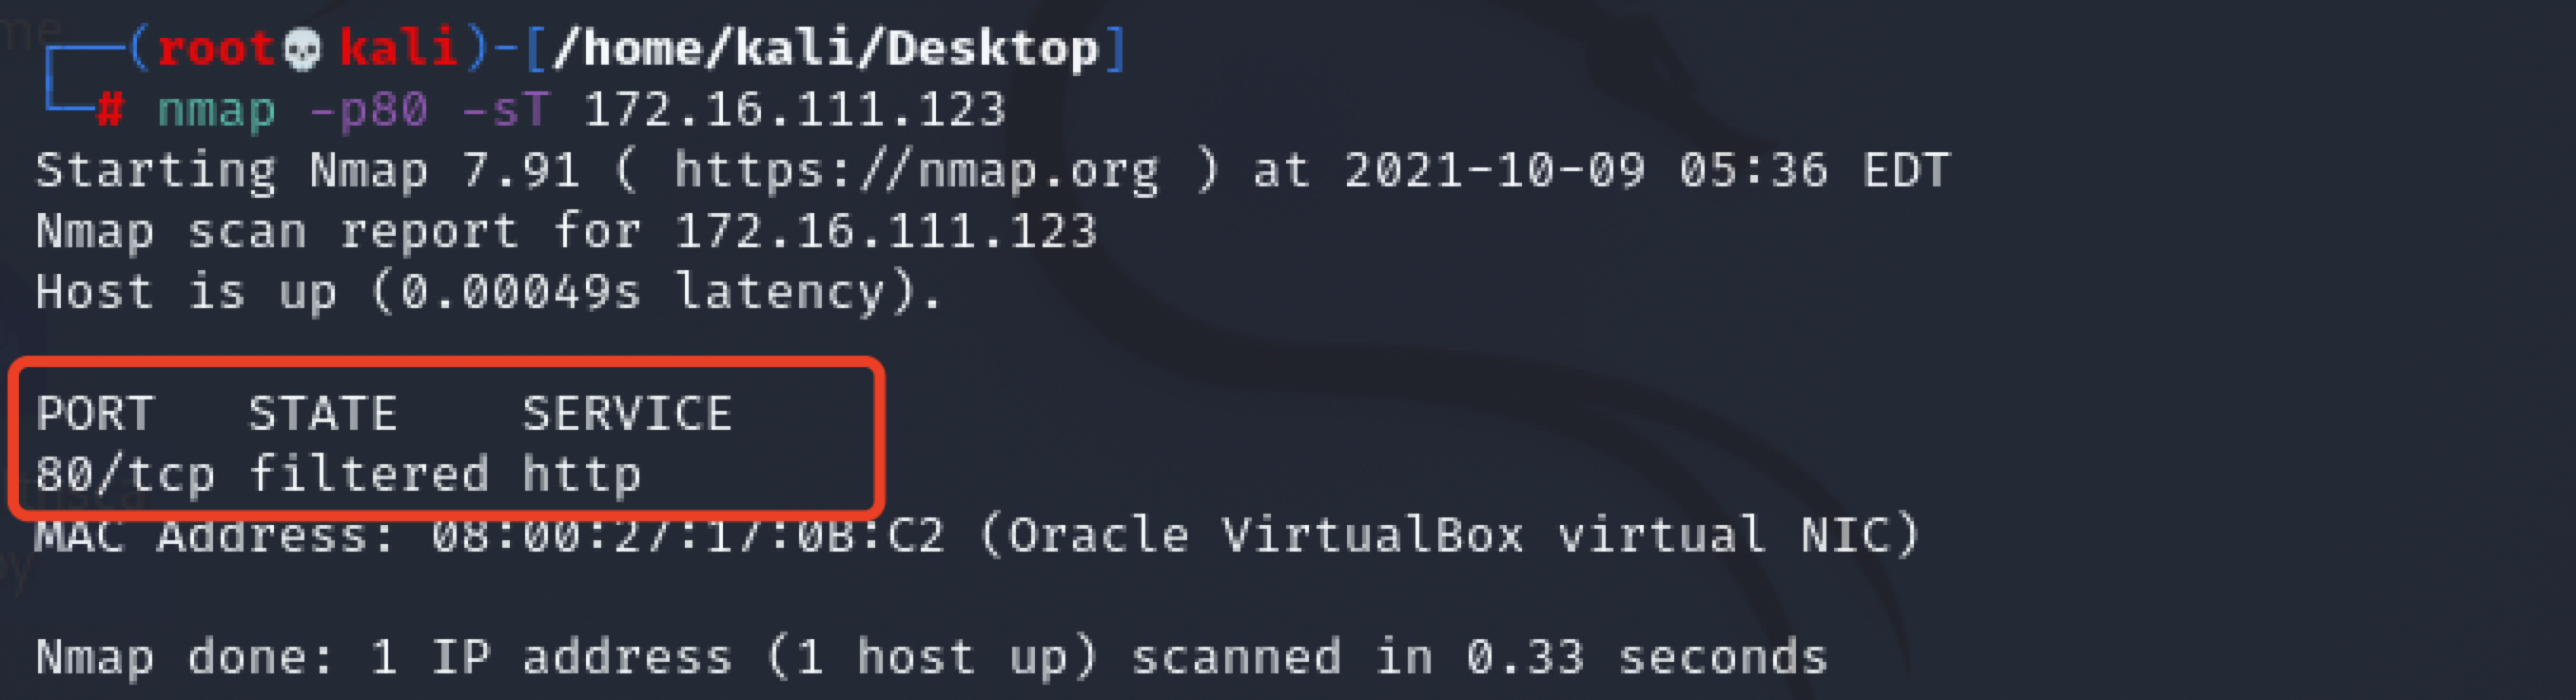 (root💀kali)-[/home/kali/Desktop]
# nmap -p80 -sT 172.16.111.123
Starting Nmap 7.91 ( https://nmap.org ) at 2021-10-09 05:36 EDT
Nmap scan report for 172.16.111.123
Host is up (0.00049s latency).
PORT   STATE    SERVICE
80/tcp filtered http
MAC Address: 08:00:27:17:0B:C2 (Oracle VirtualBox virtual NIC)
Nmap done: 1 IP address (1 host up) scanned in 0.33 seconds